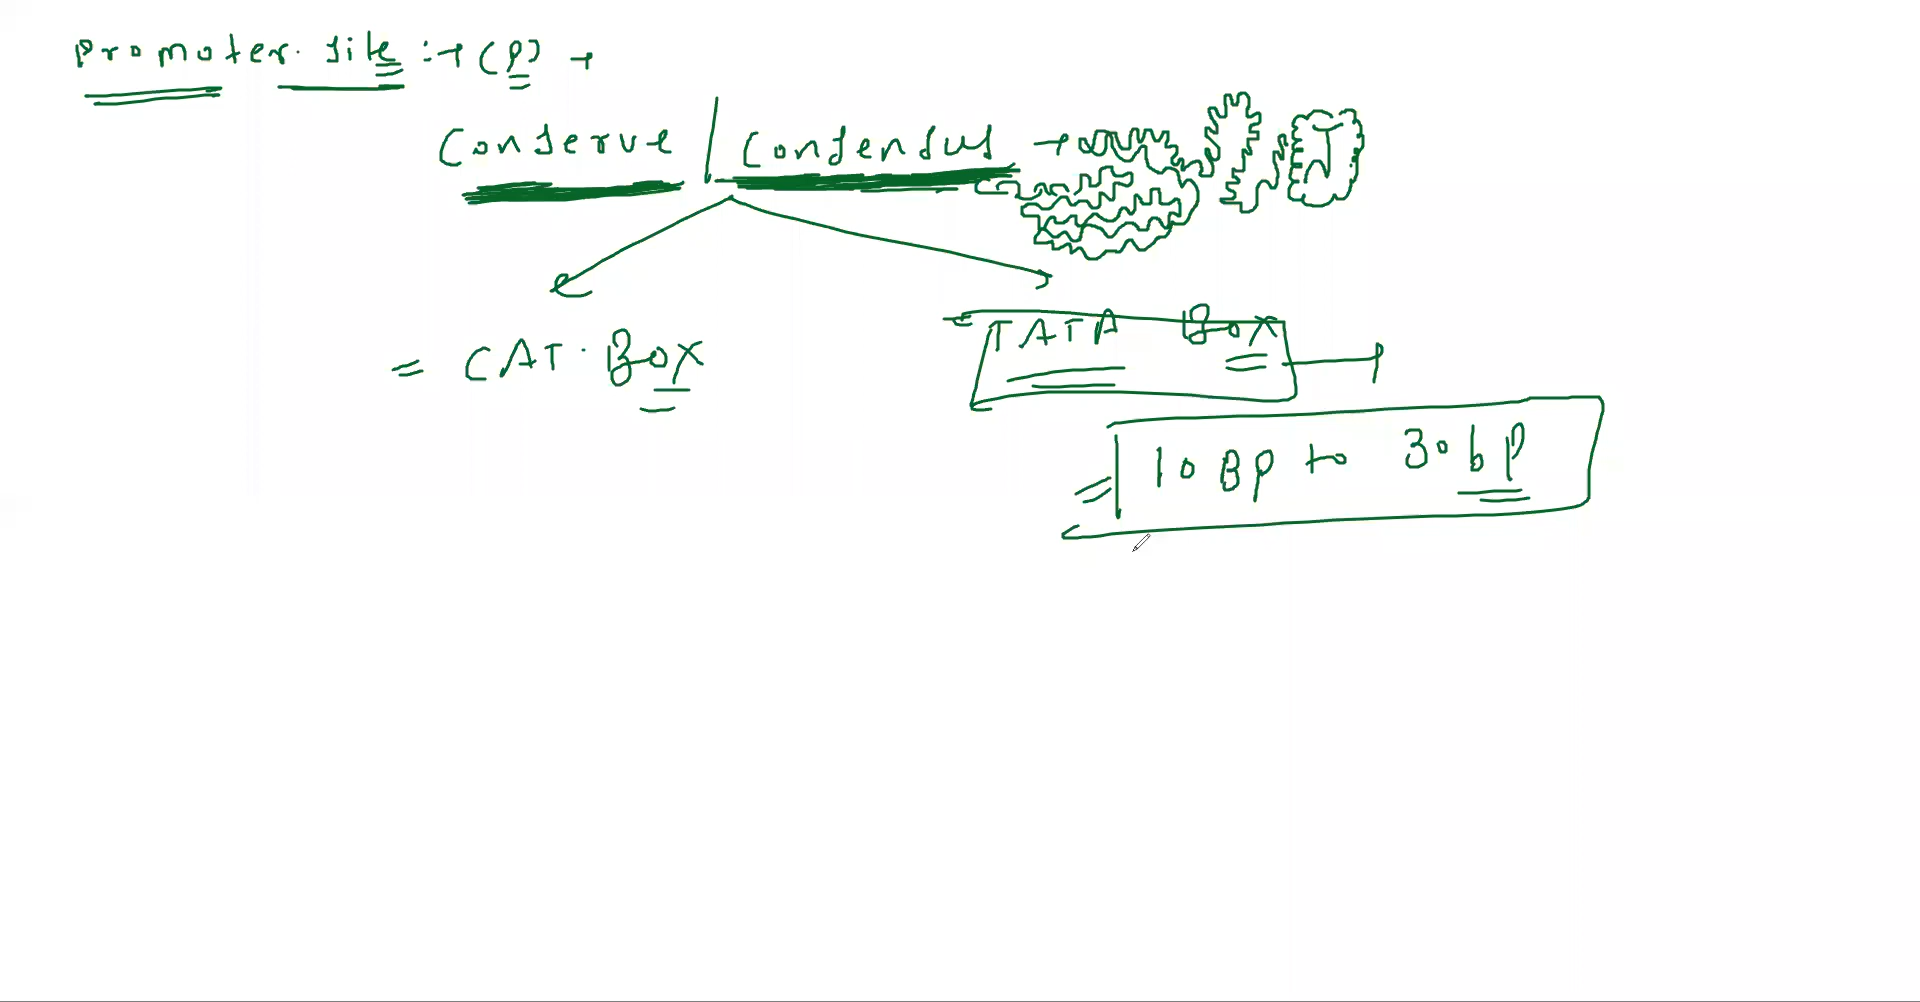 Promoter site :→ (P) →
Conserve | Consensus →
= CAT Box
TATA Box
= 10 BP to 30 bP